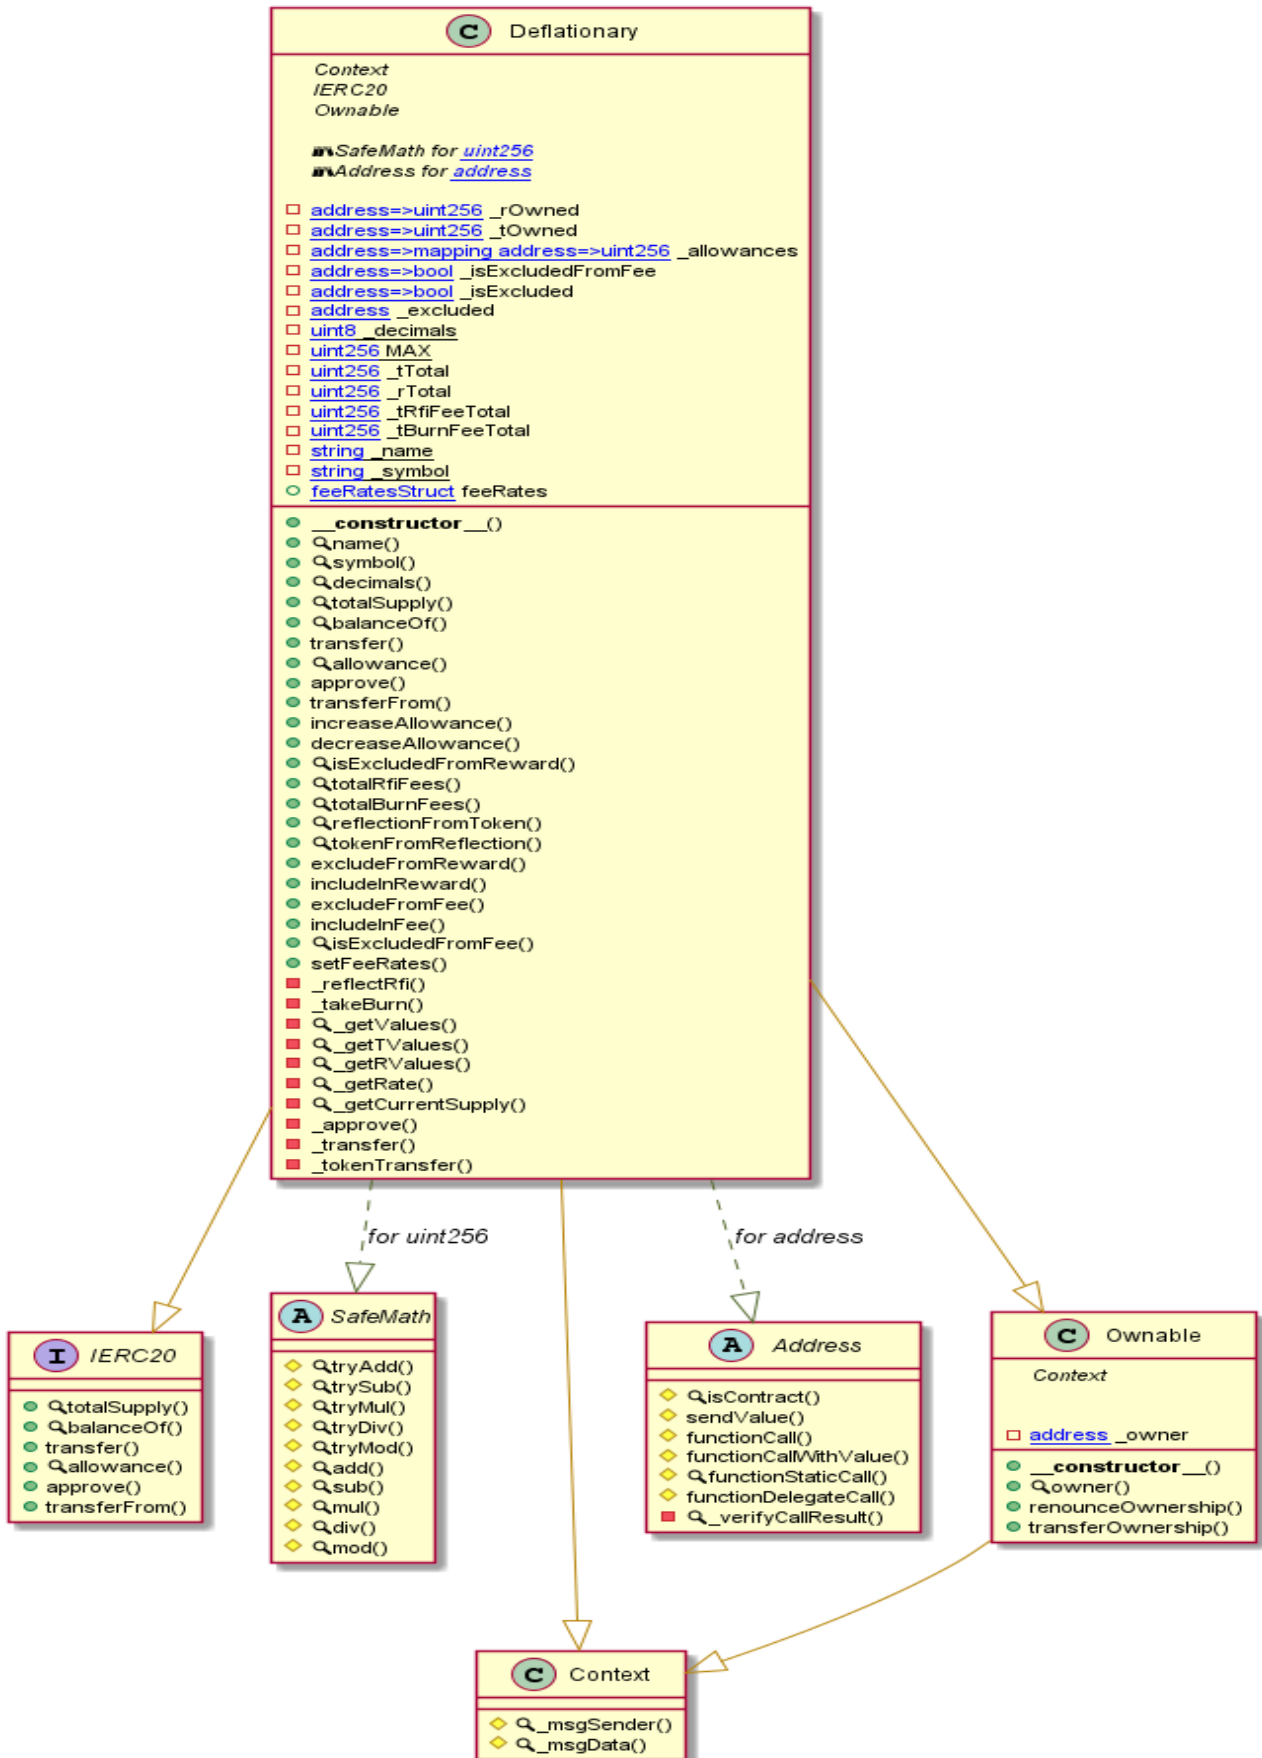 C Deflationary
Context
IERC20
Ownable
SafeMath for uint256
Address for address
address=>uint256 _rOwned
address=>uint256 _tOwned
address=>mapping address=>uint256 _allowances
address=>bool _isExcludedFromFee
address=>bool _isExcluded
address _excluded
uint8 _decimals
uint256 MAX
uint256 _tTotal
uint256 _rTotal
uint256 _tRfiFeeTotal
uint256 _tBurnFeeTotal
string _name
string _symbol
feeRatesStruct feeRates
__constructor__()
name()
symbol()
decimals()
totalSupply()
balanceOf()
transfer()
allowance()
approve()
transferFrom()
increaseAllowance()
decreaseAllowance()
isExcludedFromReward()
totalRfiFees()
totalBurnFees()
reflectionFromToken()
tokenFromReflection()
excludeFromReward()
includeInReward()
excludeFromFee()
includeInFee()
isExcludedFromFee()
setFeeRates()
_reflectRfi()
_takeBurn()
_getValues()
_getTValues()
_getRValues()
_getRate()
_getCurrentSupply()
_approve()
_transfer()
_tokenTransfer()
for uint256
for address
I IERC20
totalSupply()
balanceOf()
transfer()
allowance()
approve()
transferFrom()
A SafeMath
tryAdd()
trySub()
tryMul()
tryDiv()
tryMod()
add()
sub()
mul()
div()
mod()
A Address
isContract()
sendValue()
functionCall()
functionCallWithValue()
functionStaticCall()
functionDelegateCall()
_verifyCallResult()
C Ownable
Context
address _owner
__constructor__()
owner()
renounceOwnership()
transferOwnership()
C Context
_msgSender()
_msgData()